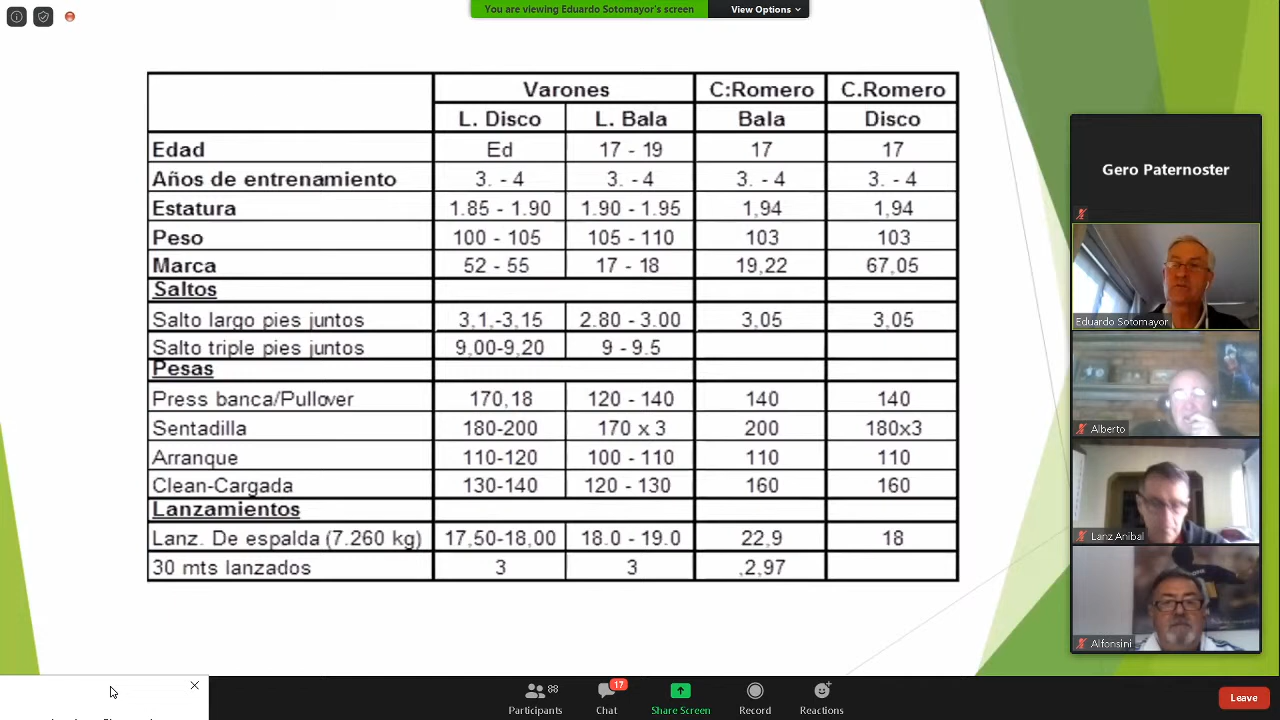 You are viewing Eduardo Sotomayor's screen
View Options
Varones C:Romero C.Romero
L. Disco L. Bala Bala Disco
Edad Ed 17 - 19 17 17
Años de entrenamiento 3. - 4 3. - 4 3. - 4 3. - 4
Estatura 1.85 - 1.90 1.90 - 1.95 1,94 1,94
Peso 100 - 105 105 - 110 103 103
Marca 52 - 55 17 - 18 19,22 67,05
Saltos
Salto largo pies juntos 3,1,-3,15 2.80 - 3.00 3,05 3,05
Salto triple pies juntos 9,00-9,20 9 - 9.5
Pesas
Press banca/Pullover 170,18 120 - 140 140 140
Sentadilla 180-200 170 x 3 200 180x3
Arranque 110-120 100 - 110 110 110
Clean-Cargada 130-140 120 - 130 160 160
Lanzamientos
Lanz. De espalda (7.260 kg) 17,50-18,00 18.0 - 19.0 22,9 18
30 mts lanzados 3 3 ,2,97
Gero Paternoster
Eduardo Sotomayor
Alberto
Lanz Anibal
Alfonsini
88
17
Participants Chat Share Screen Record Reactions
Leave